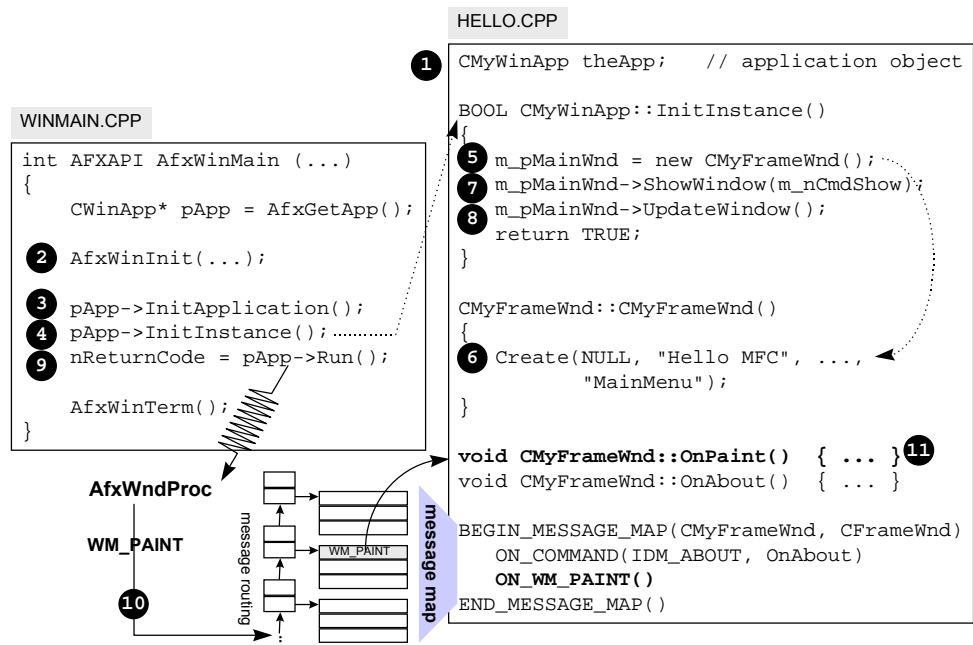 HELLO.CPP
1
CMyWinApp theApp;   // application object
BOOL CMyWinApp::InitInstance()
{
5 m_pMainWnd = new CMyFrameWnd();
7 m_pMainWnd->ShowWindow(m_nCmdShow);
8 m_pMainWnd->UpdateWindow();
return TRUE;
}
CMyFrameWnd::CMyFrameWnd()
{
6 Create(NULL, "Hello MFC", ...,
"MainMenu");
}
void CMyFrameWnd::OnPaint()  { ... } 11
void CMyFrameWnd::OnAbout()  { ... }
BEGIN_MESSAGE_MAP(CMyFrameWnd, CFrameWnd)
ON_COMMAND(IDM_ABOUT, OnAbout)
ON_WM_PAINT()
END_MESSAGE_MAP()
WINMAIN.CPP
int AFXAPI AfxWinMain (...)
{
CWinApp* pApp = AfxGetApp();
2 AfxWinInit(...);
3 pApp->InitApplication();
4 pApp->InitInstance();
9 nReturnCode = pApp->Run();
AfxWinTerm();
}
AfxWndProc
WM_PAINT
10
message routing
WM_PAINT
message map